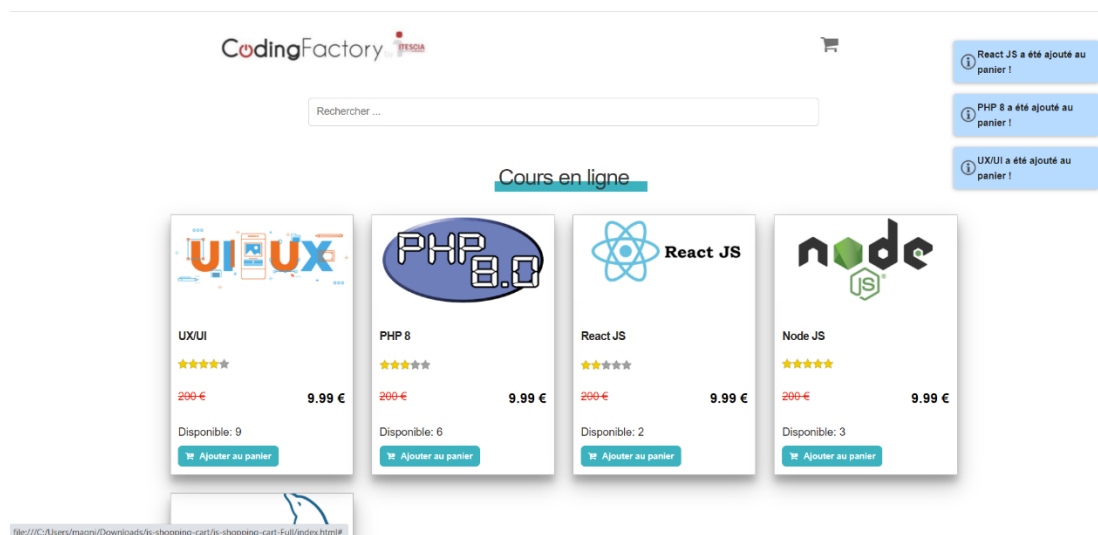 CodingFactory by iTESCIA
React JS a été ajouté au
panier !
Rechercher ...
PHP 8 a été ajouté au
panier !
UX/UI a été ajouté au
panier !
Cours en ligne
UI UX
PHP
8.0
React JS
node
JS
UX/UI
PHP 8
React JS
Node JS
200 € 9.99 €
200 € 9.99 €
200 € 9.99 €
200 € 9.99 €
Disponible: 9
Disponible: 6
Disponible: 2
Disponible: 3
Ajouter au panier
Ajouter au panier
Ajouter au panier
Ajouter au panier
file:///C:/Users/magni/Downloads/js-shopping-cart/js-shopping-cart-Full/index.html#